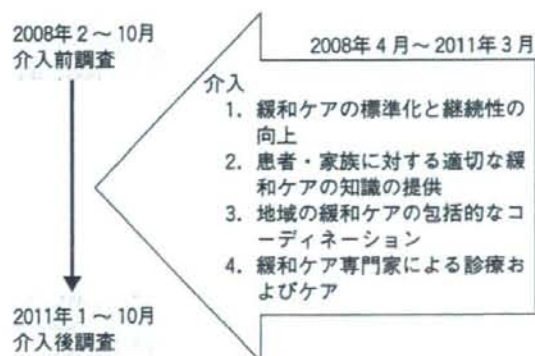 2008年2～10月
介入前調査
2008年4月～2011年3月
介入
1. 緩和ケアの標準化と継続性の
向上
2. 患者・家族に対する適切な緩
和ケアの知識の提供
3. 地域の緩和ケアの包括的なコ
ーディネーション
4. 緩和ケア専門家による診療お
よびケア
2011年1～10月
介入後調査